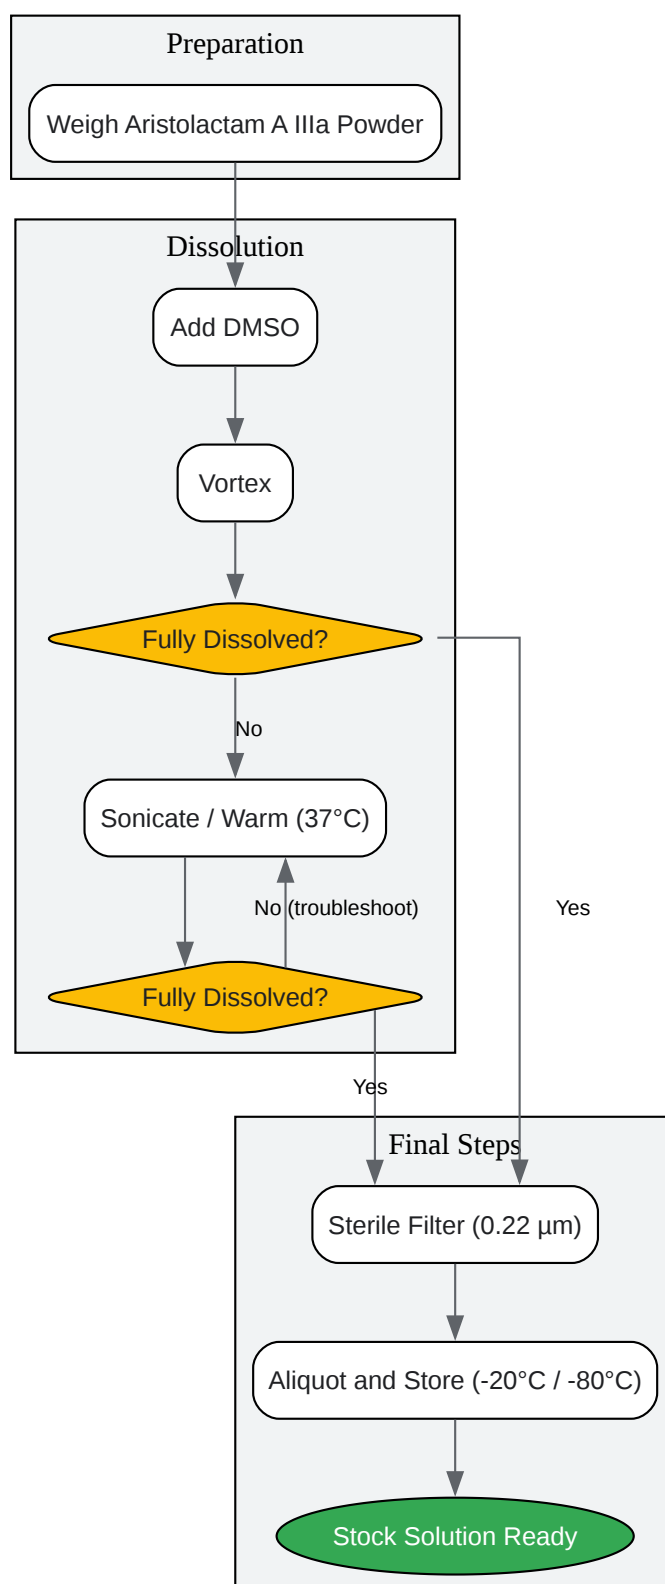 Preparation
Weigh Aristolactam A IIIa Powder
Dissolution
Add DMSO
Vortex
Fully Dissolved?
No
Sonicate / Warm (37°C)
No (troubleshoot)
Yes
Fully Dissolved?
Yes
Final Steps
Sterile Filter (0.22 µm)
Aliquot and Store (-20°C / -80°C)
Stock Solution Ready